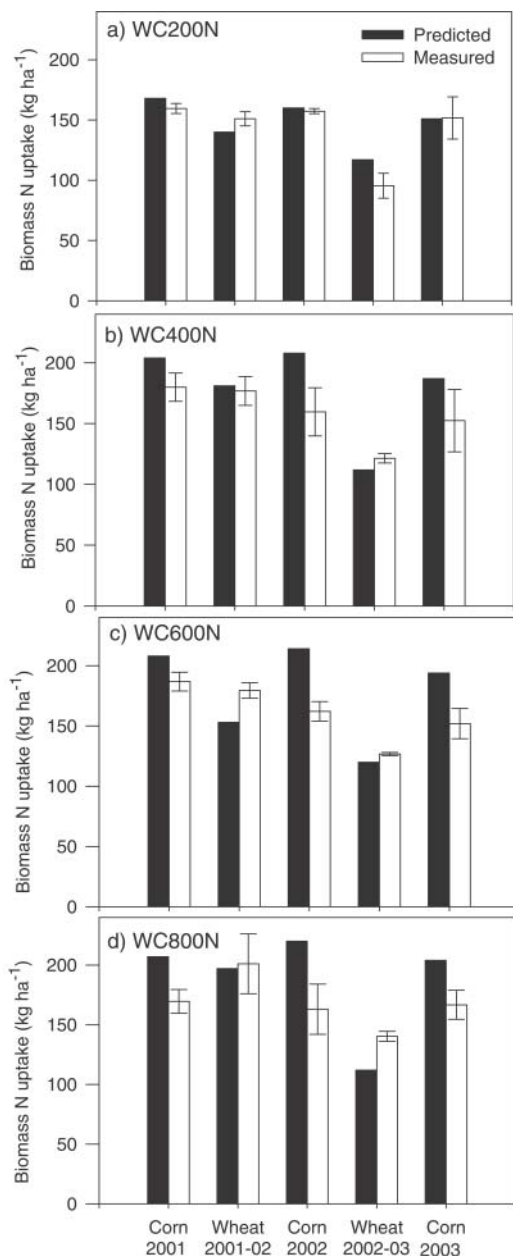 a) WC200N
Predicted
Measured
Biomass N uptake (kg ha⁻¹)
200
150
100
50
0
b) WC400N
Biomass N uptake (kg ha⁻¹)
200
150
100
50
0
c) WC600N
Biomass N uptake (kg ha⁻¹)
200
150
100
50
0
d) WC800N
Biomass N uptake (kg ha⁻¹)
200
150
100
50
0
Corn Wheat Corn Wheat Corn
2001 2001-02 2002 2002-03 2003